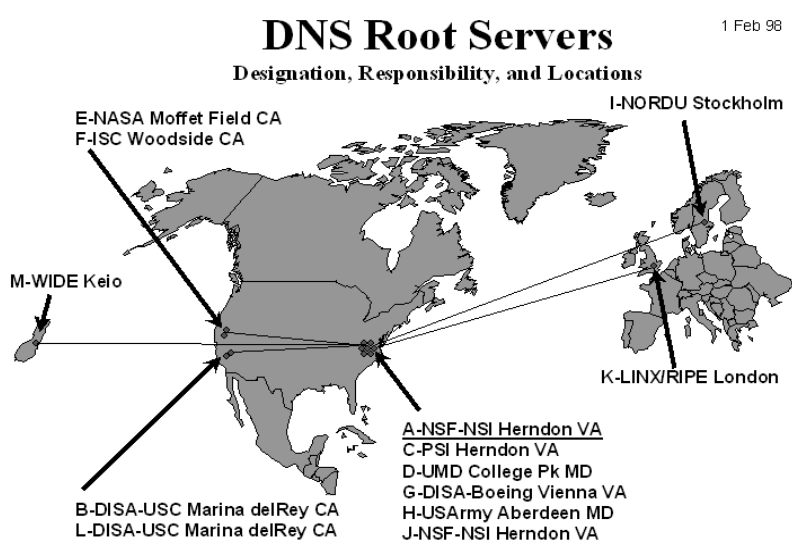 DNS Root Servers
1 Feb 98
Designation, Responsibility, and Locations
I-NORDU Stockholm
E-NASA Moffet Field CA
F-ISC Woodside CA
M-WIDE Keio
K-LINX/RIPE London
A-NSF-NSI Herndon VA
C-PSI Herndon VA
D-UMD College Pk MD
G-DISA-Boeing Vienna VA
H-USArmy Aberdeen MD
J-NSF-NSI Herndon VA
B-DISA-USC Marina delRey CA
L-DISA-USC Marina delRey CA